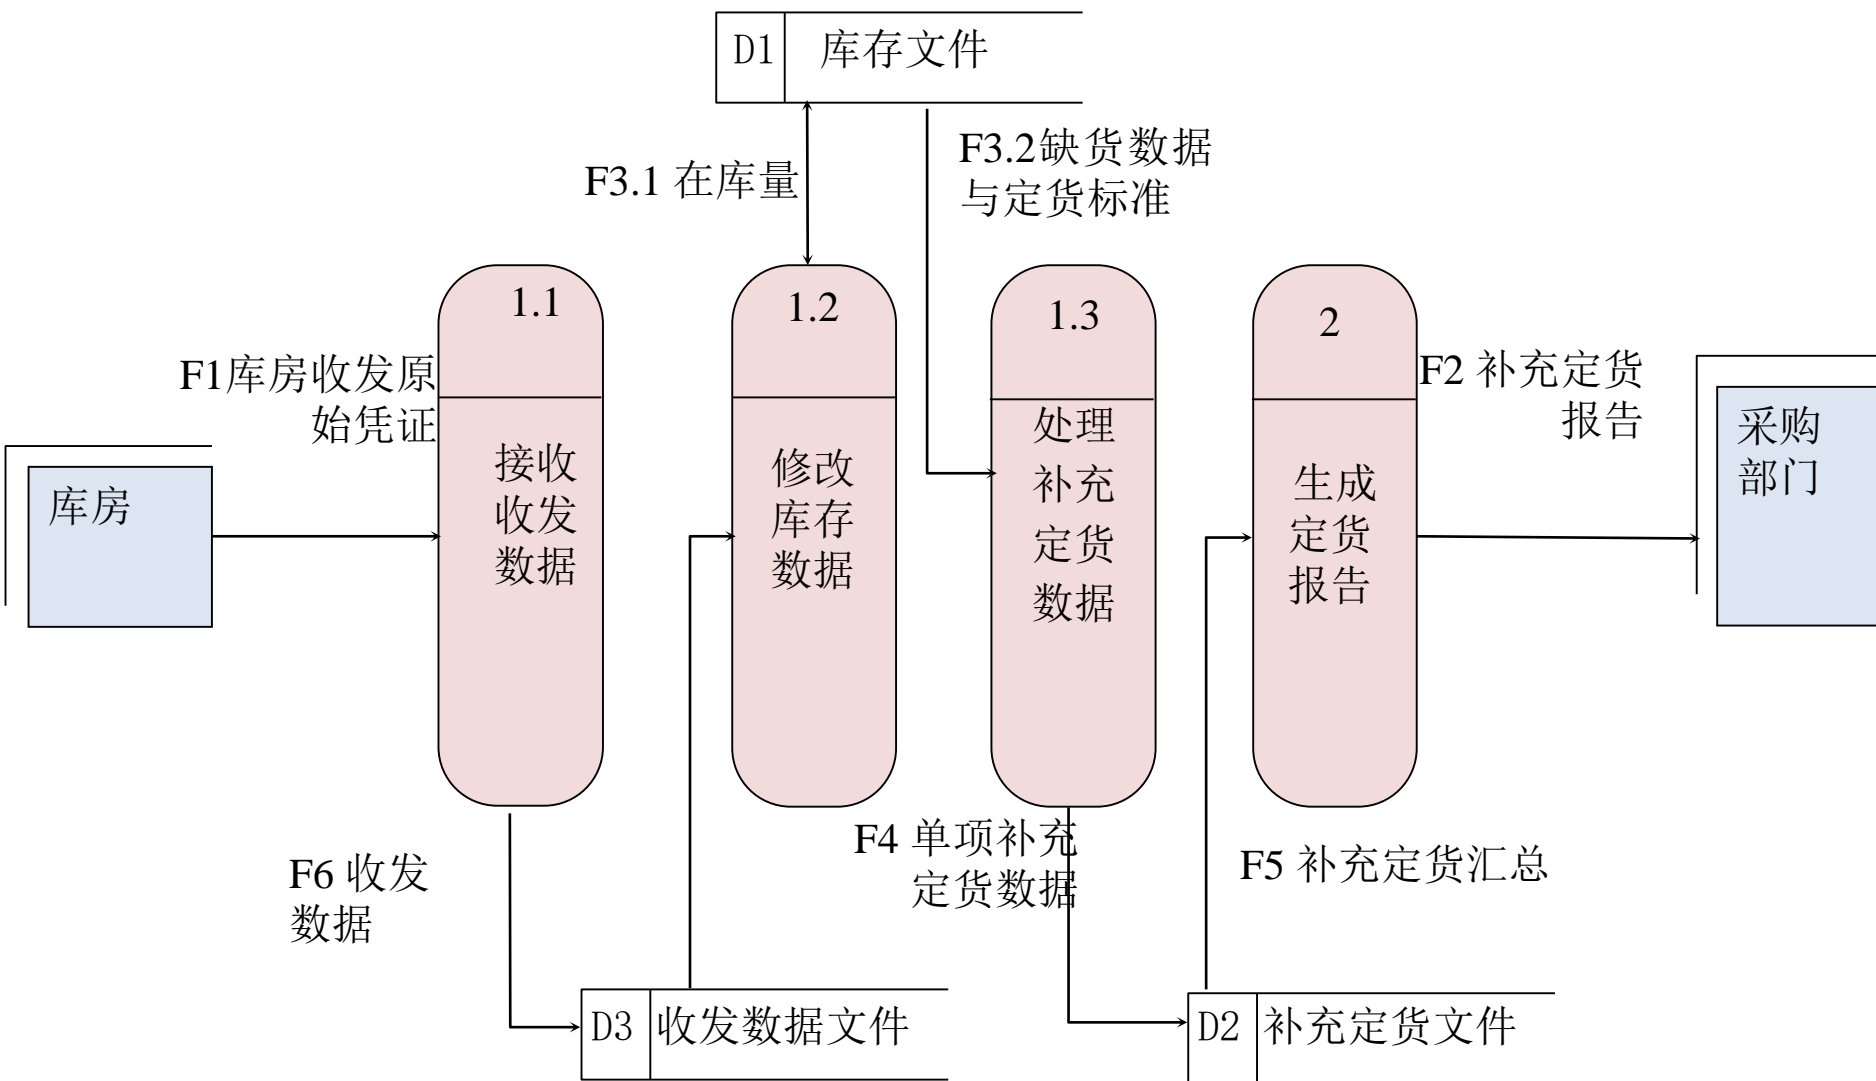 D1 库存文件
F3.1 在库量
F3.2缺货数据
与定货标准
1.1
接收
收发
数据
1.2
修改
库存
数据
1.3
处理
补充
定货
数据
2
生成
定货
报告
F1库房收发原
始凭证
F2 补充定货
报告
库房
采购
部门
F6 收发
数据
F4 单项补充
定货数据
F5 补充定货汇总
D3 收发数据文件
D2 补充定货文件